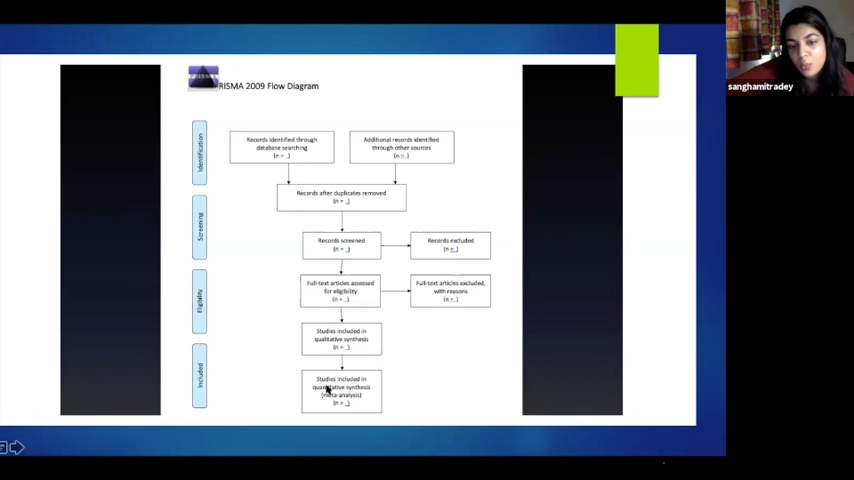 PRISMA
RISMA 2009 Flow Diagram
sanghamitradey
Identification
Records identified through
database searching
(n = _)
Additional records identified
through other sources
(n = _)
Records after duplicates removed
(n = _)
Screening
Records screened
(n = _)
Records excluded
(n = _)
Eligibility
Full-text articles assessed
for eligibility
(n = _)
Full-text articles excluded,
with reasons
(n = _)
Studies included in
qualitative synthesis
(n = _)
Included
Studies included in
quantitative synthesis
(meta-analysis)
(n = _)